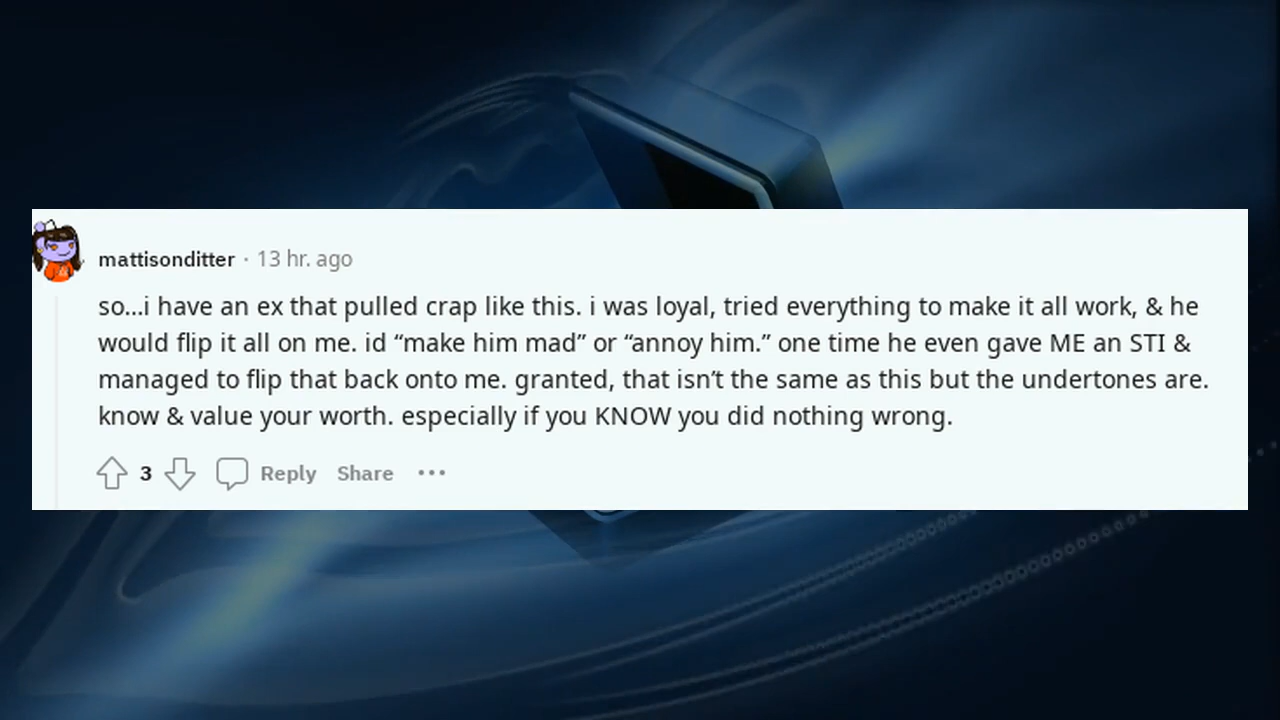 mattisonditter · 13 hr. ago
so...i have an ex that pulled crap like this. i was loyal, tried everything to make it all work, & he
would flip it all on me. id “make him mad” or “annoy him.” one time he even gave ME an STI &
managed to flip that back onto me. granted, that isn’t the same as this but the undertones are.
know & value your worth. especially if you KNOW you did nothing wrong.
3 Reply Share ···